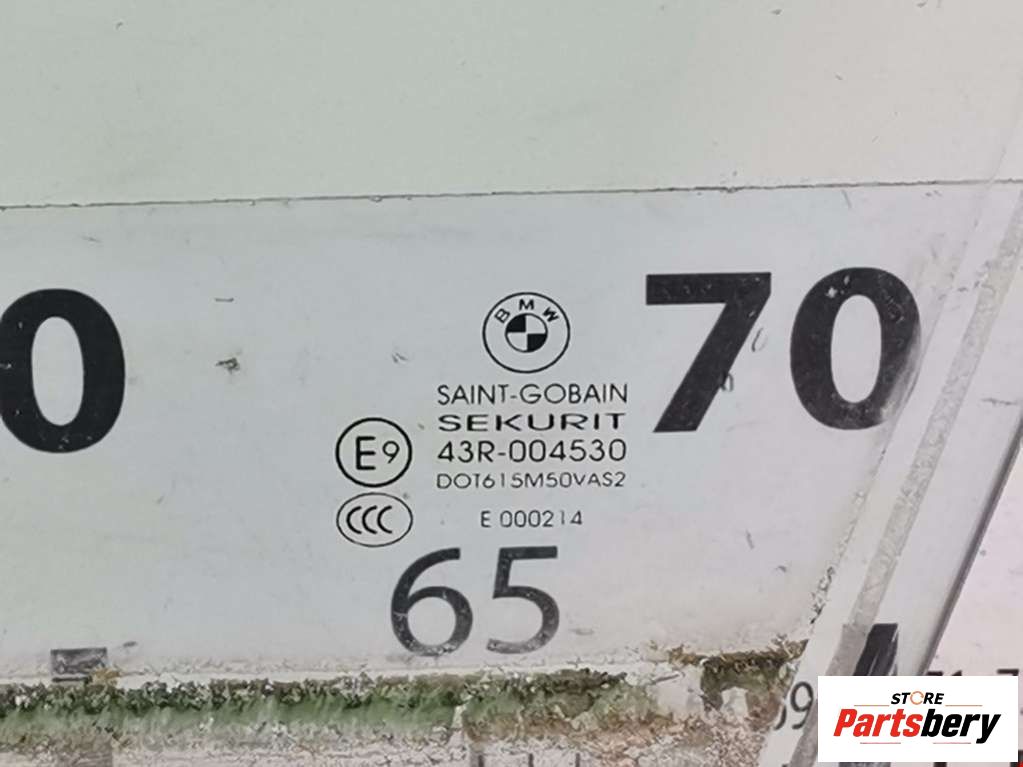 0
70
BMW
SAINT-GOBAIN
SEKURIT
E9
43R-004530
DOT615M50VAS2
CCC
E 000214
65
STORE
Partsbery